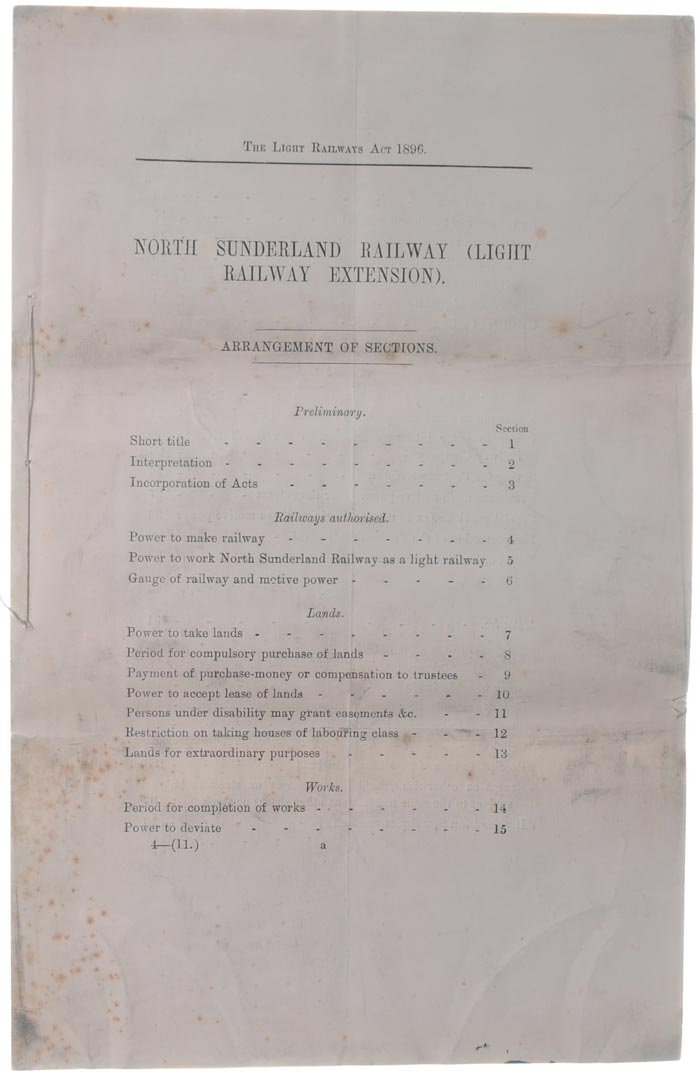 THE LIGHT RAILWAYS ACT 1896.
NORTH SUNDERLAND RAILWAY (LIGHT
RAILWAY EXTENSION).
ARRANGEMENT OF SECTIONS.
Preliminary.
Section
Short title - - - - - - - - - 1
Interpretation - - - - - - - - - 2
Incorporation of Acts - - - - - - - 3
Railways authorised.
Power to make railway - - - - - - - 4
Power to work North Sunderland Railway as a light railway 5
Gauge of railway and motive power - - - - - 6
Lands.
Power to take lands - - - - - - - - 7
Period for compulsory purchase of lands - - - - 8
Payment of purchase-money or compensation to trustees - 9
Power to accept lease of lands - - - - - - 10
Persons under disability may grant easements &c. - - 11
Restriction on taking houses of labouring class - - - 12
Lands for extraordinary purposes - - - - - 13
Works.
Period for completion of works - - - - - - 14
Power to deviate - - - - - - - - 15
4—(11.) a